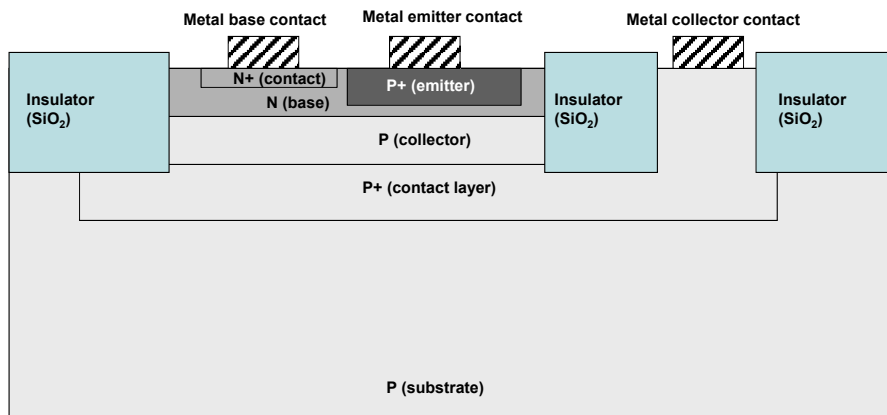 Metal base contact
Metal emitter contact
Metal collector contact
N+ (contact)
P+ (emitter)
N (base)
Insulator
(SiO₂)
Insulator
(SiO₂)
Insulator
(SiO₂)
P (collector)
P+ (contact layer)
P (substrate)